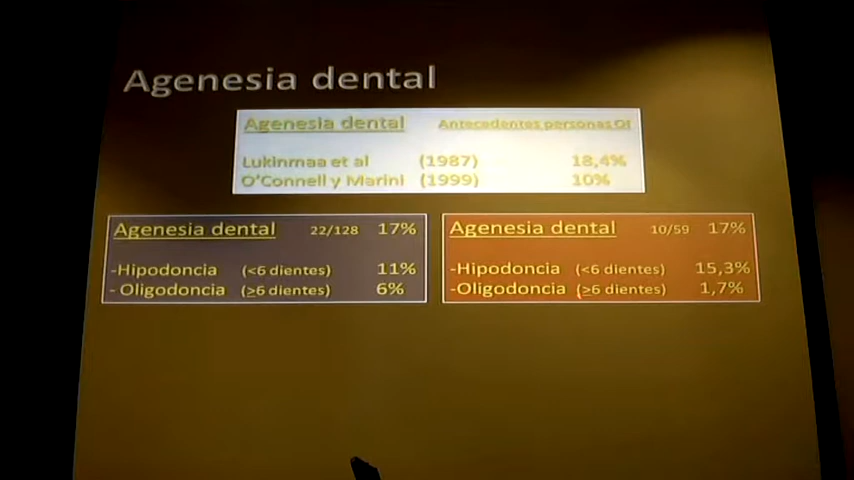 Agenesia dental
Agenesia dental Antecedentes personas OI
Lukinmaa et al (1987) 18,4%
O'Connell y Marini (1999) 10%
Agenesia dental 22/128 17%
-Hipodoncia (<6 dientes) 11%
- Oligodoncia (≥6 dientes) 6%
Agenesia dental 10/59 17%
-Hipodoncia (<6 dientes) 15,3%
-Oligodoncia (≥6 dientes) 1,7%